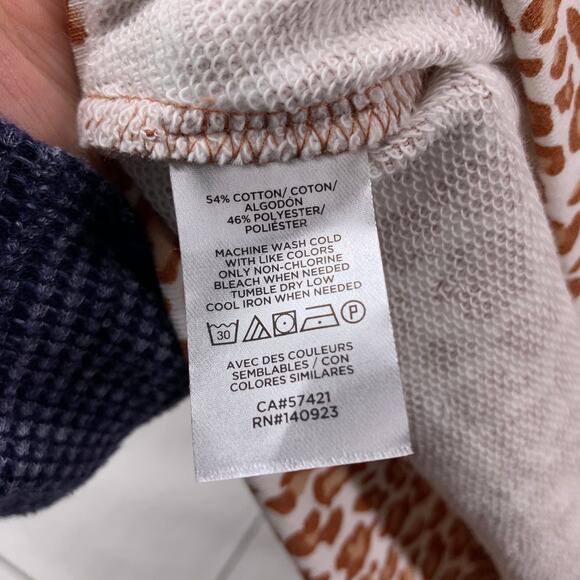 54% COTTON/ COTON/
ALGODÓN
46% POLYESTER/
POLIÉSTER
MACHINE WASH COLD
WITH LIKE COLORS
ONLY NON-CHLORINE
BLEACH WHEN NEEDED
TUMBLE DRY LOW
COOL IRON WHEN NEEDED
30 P
AVEC DES COULEURS
SEMBLABLES / CON
COLORES SIMILARES
CA#57421
RN#140923